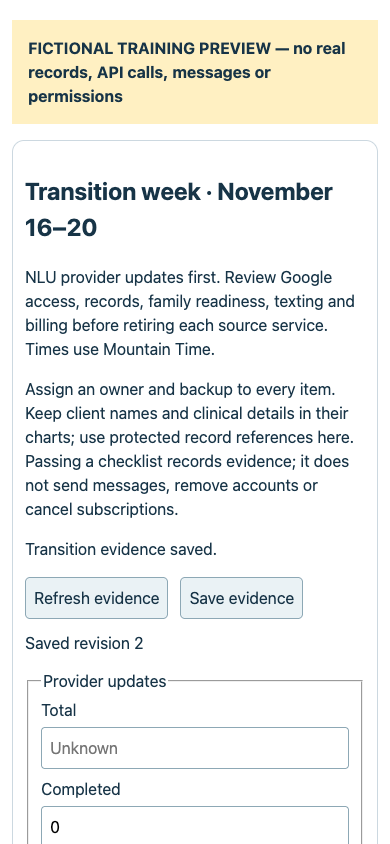 FICTIONAL TRAINING PREVIEW — no real
records, API calls, messages or
permissions
Transition week · November
16–20
NLU provider updates first. Review Google
access, records, family readiness, texting and
billing before retiring each source service.
Times use Mountain Time.
Assign an owner and backup to every item.
Keep client names and clinical details in their
charts; use protected record references here.
Passing a checklist records evidence; it does
not send messages, remove accounts or
cancel subscriptions.
Transition evidence saved.
Refresh evidence Save evidence
Saved revision 2
Provider updates
Total
Unknown
Completed
0